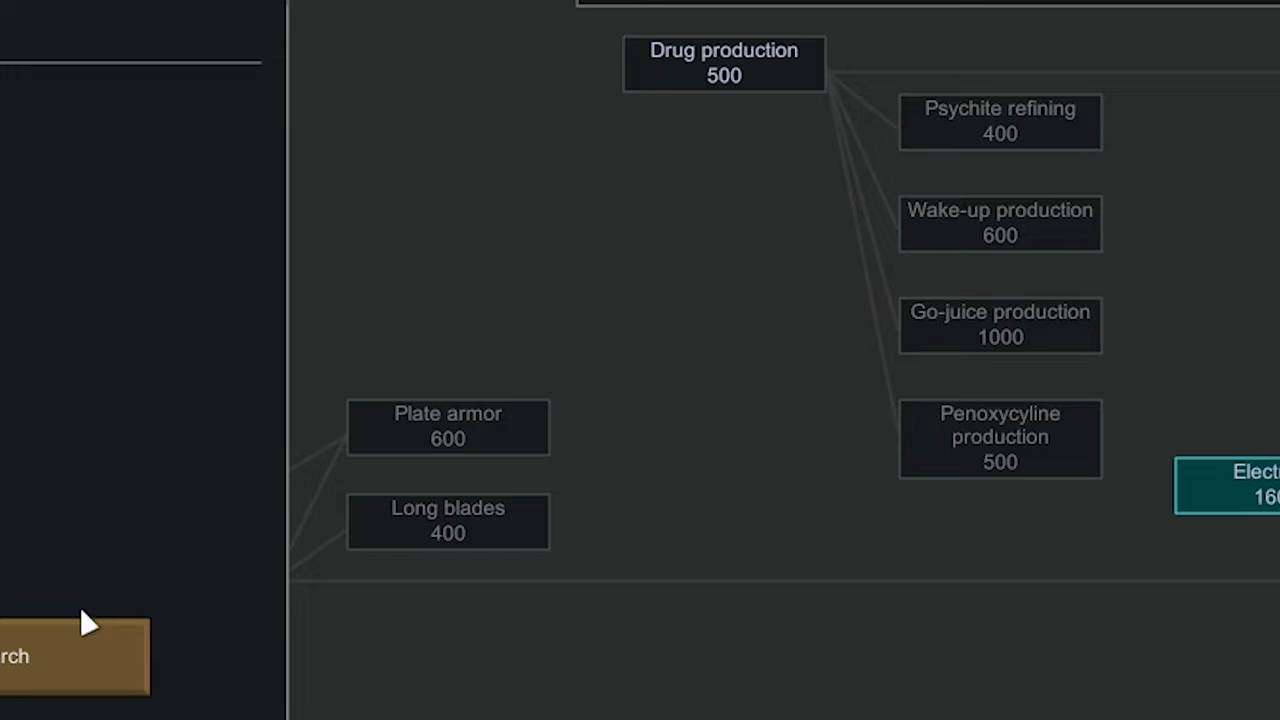 Drug production
500
Psychite refining
400
Wake-up production
600
Go-juice production
1000
Plate armor
600
Penoxycyline
production
500
Long blades
400